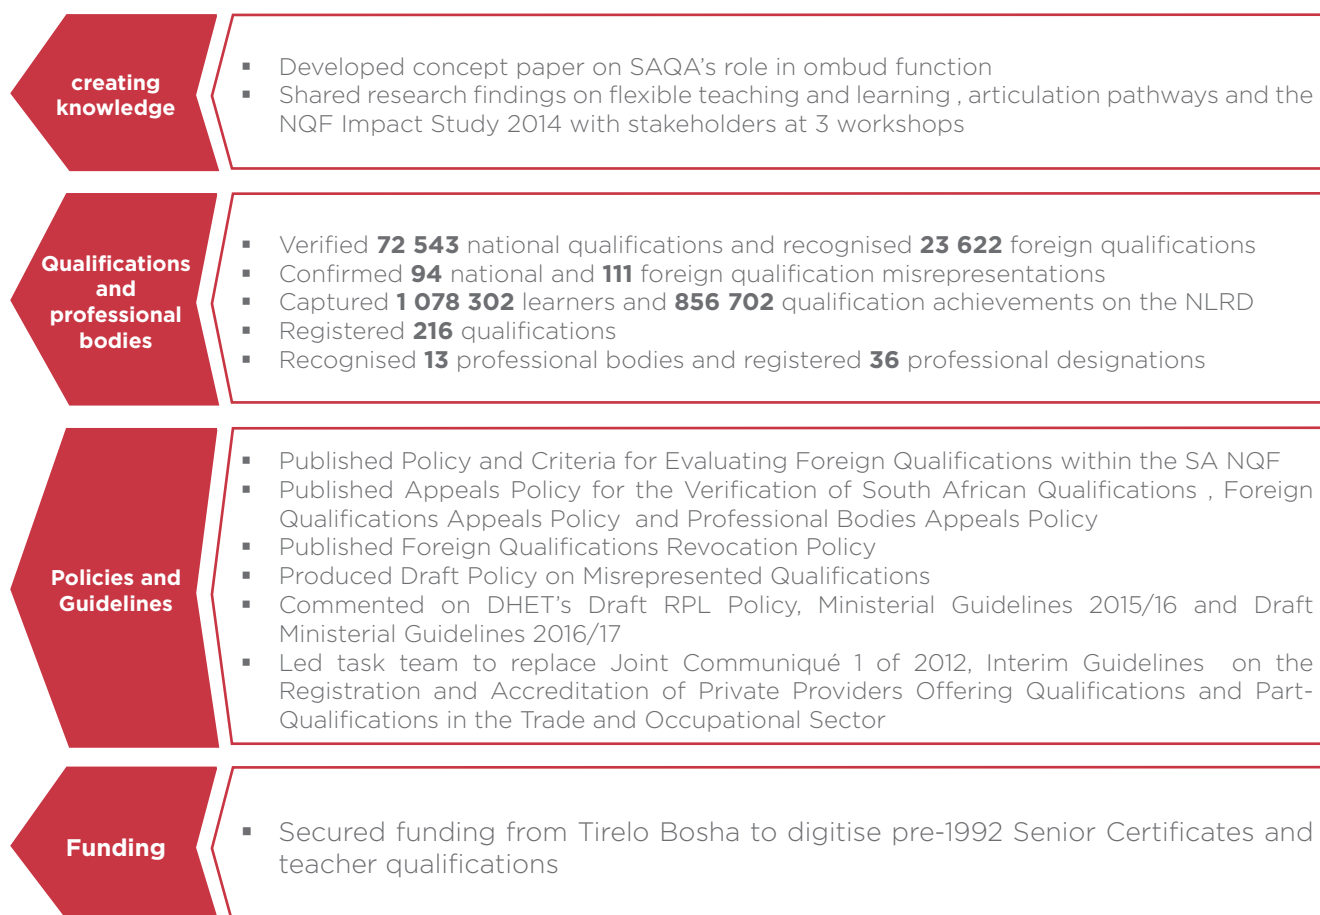 creating
knowledge
▪ Developed concept paper on SAQA's role in ombud function
▪ Shared research findings on flexible teaching and learning , articulation pathways and the
NQF Impact Study 2014 with stakeholders at 3 workshops
Qualifications
and
professional
bodies
▪ Verified 72 543 national qualifications and recognised 23 622 foreign qualifications
▪ Confirmed 94 national and 111 foreign qualification misrepresentations
▪ Captured 1 078 302 learners and 856 702 qualification achievements on the NLRD
▪ Registered 216 qualifications
▪ Recognised 13 professional bodies and registered 36 professional designations
Policies and
Guidelines
▪ Published Policy and Criteria for Evaluating Foreign Qualifications within the SA NQF
▪ Published Appeals Policy for the Verification of South African Qualifications , Foreign
Qualifications Appeals Policy and Professional Bodies Appeals Policy
▪ Published Foreign Qualifications Revocation Policy
▪ Produced Draft Policy on Misrepresented Qualifications
▪ Commented on DHET's Draft RPL Policy, Ministerial Guidelines 2015/16 and Draft
Ministerial Guidelines 2016/17
▪ Led task team to replace Joint Communiqué 1 of 2012, Interim Guidelines on the
Registration and Accreditation of Private Providers Offering Qualifications and Part-
Qualifications in the Trade and Occupational Sector
Funding
▪ Secured funding from Tirelo Bosha to digitise pre-1992 Senior Certificates and
teacher qualifications